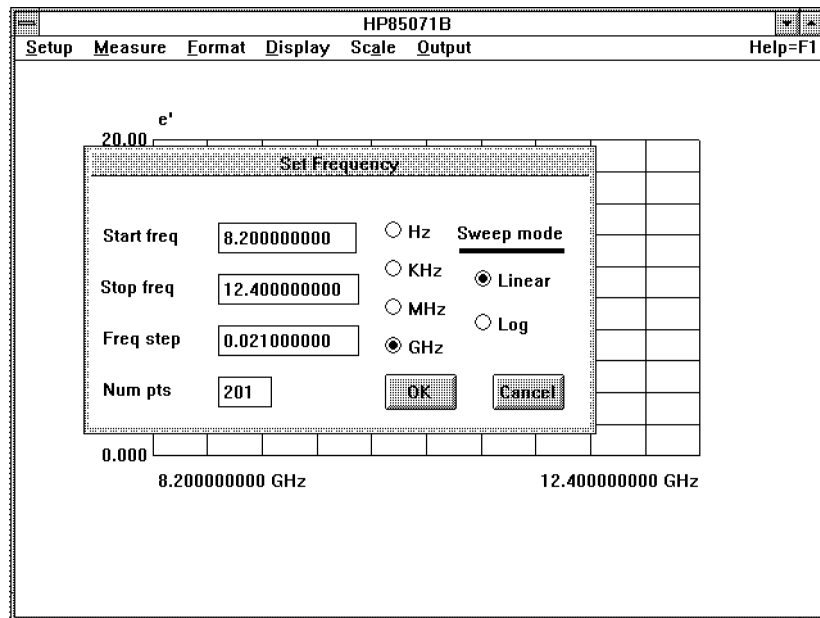 HP85071B
Setup Measure Format Display Scale Output Help=F1
e'
20.00
Set Frequency
Start freq 8.200000000 Hz Sweep mode
KHz
Stop freq 12.400000000 Linear
MHz
Log
Freq step 0.021000000 GHz
Num pts 201 OK Cancel
0.000
8.200000000 GHz 12.400000000 GHz